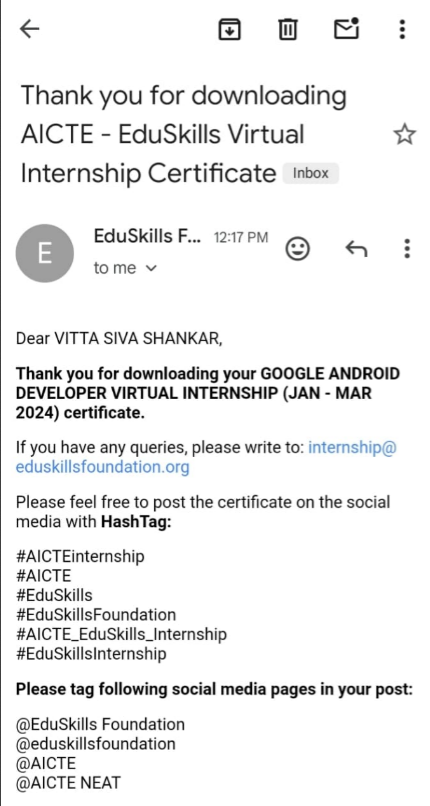 Thank you for downloading
AICTE - EduSkills Virtual
Internship Certificate Inbox
E
EduSkills F... 12:17 PM
to me
Dear VITTA SIVA SHANKAR,
Thank you for downloading your GOOGLE ANDROID
DEVELOPER VIRTUAL INTERNSHIP (JAN - MAR
2024) certificate.
If you have any queries, please write to: internship@
eduskillsfoundation.org
Please feel free to post the certificate on the social
media with HashTag:
#AICTEinternship
#AICTE
#EduSkills
#EduSkillsFoundation
#AICTE_EduSkills_Internship
#EduSkillsInternship
Please tag following social media pages in your post:
@EduSkills Foundation
@eduskillsfoundation
@AICTE
@AICTE NEAT